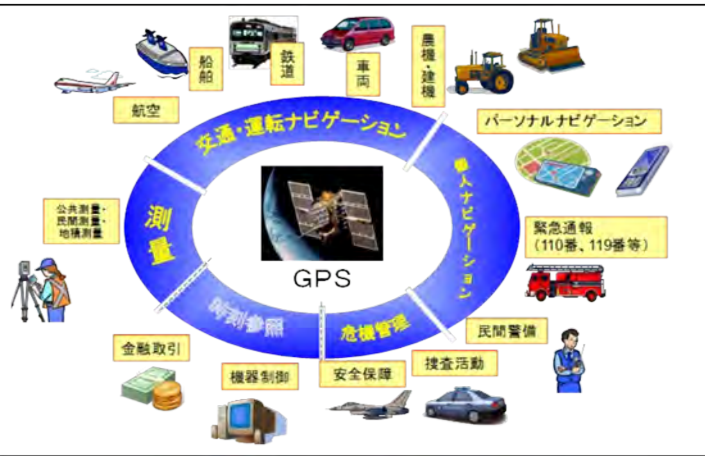 船舶
鉄道
車両
農機・建機
航空
交通・運転ナビゲーション
パーソナルナビゲーション
個人ナビゲーション
公共測量・
民間測量・
地積測量
測量
GPS
緊急通報
(110番、119番等)
時刻参照
危機管理
民間警備
金融取引
機器制御
安全保障
捜査活動